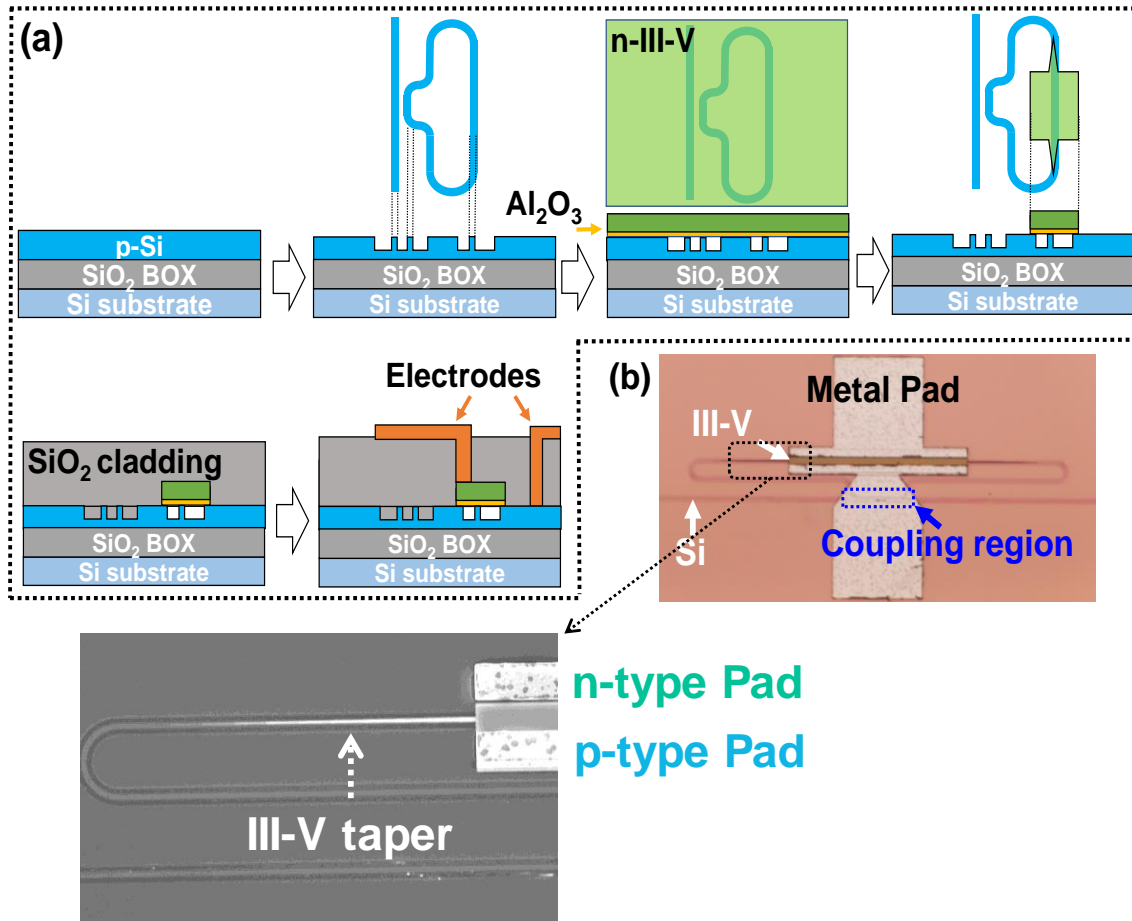 (a)
n-III-V
Al₂O₃
p-Si
SiO₂ BOX
Si substrate
SiO₂ BOX
Si substrate
SiO₂ BOX
Si substrate
SiO₂ BOX
Si substrate
Electrodes
SiO₂ cladding
SiO₂ BOX
Si substrate
SiO₂ BOX
Si substrate
(b)
Metal Pad
III-V
Si
Coupling region
n-type Pad
p-type Pad
III-V taper